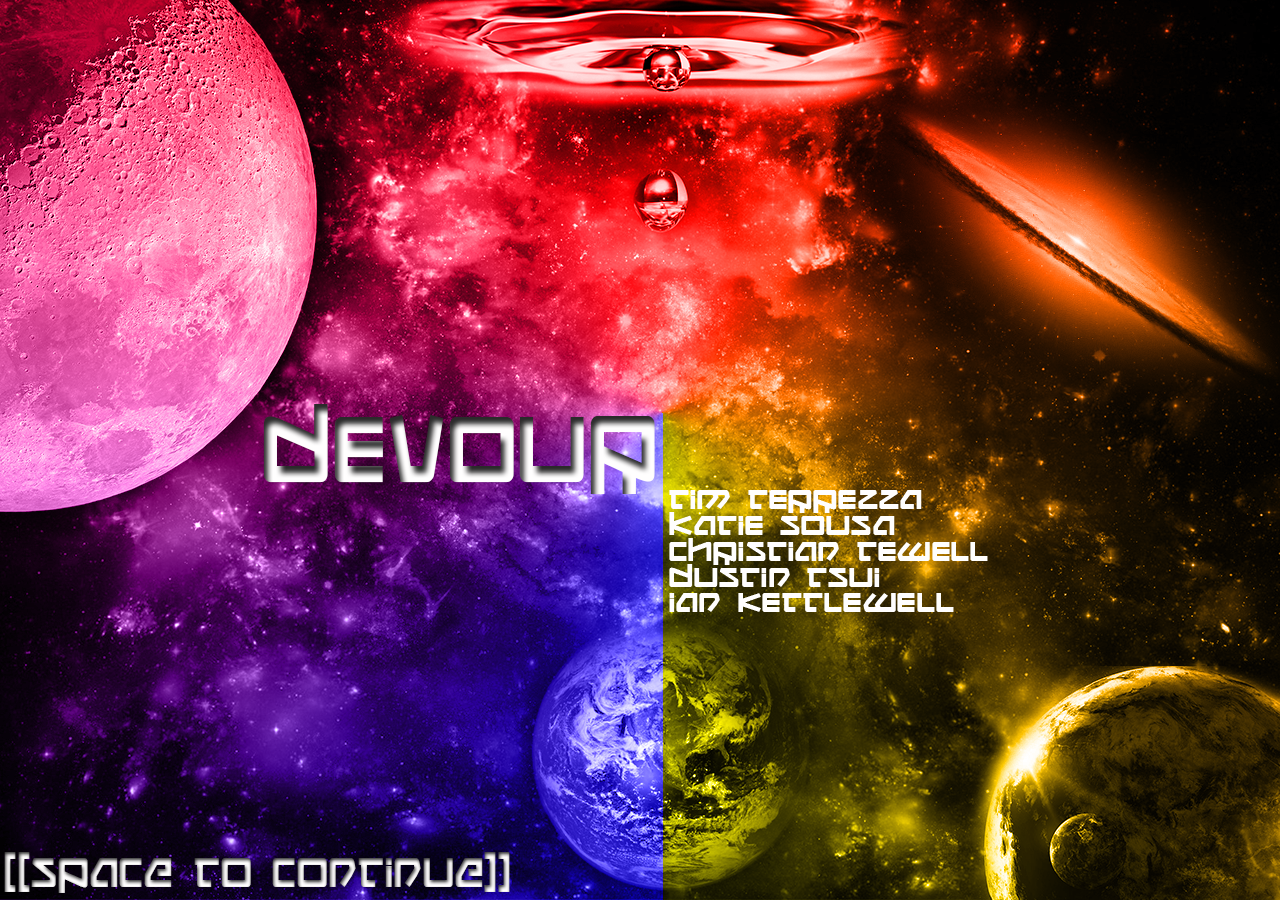 DEVOUR
TIM TERREZZA
KATIE SOUSA
CHRISTIAN TEWELL
DUSTIN TSUI
IAN KETTLEWELL
[[SPACE TO CONTINUE]]